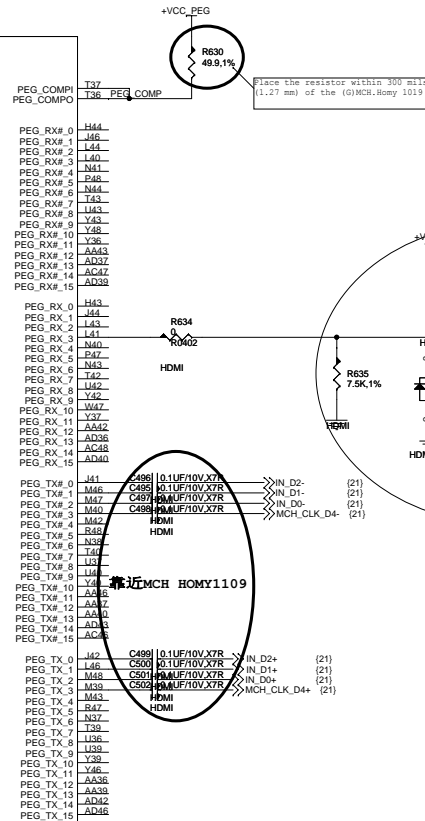 +VCC_PEG
R630
49.9,1%
Place the resistor within 300 mils
(1.27 mm) of the (G)MCH.Homy 1019
PEG_COMPI T37
PEG_COMPO T36 PEG_COMP
PEG_RX#_0 H44
PEG_RX#_1 J46
PEG_RX#_2 L44
PEG_RX#_3 L40
PEG_RX#_4 N41
PEG_RX#_5 P48
PEG_RX#_6 N44
PEG_RX#_7 T43
PEG_RX#_8 U43
PEG_RX#_9 Y43
PEG_RX#_10 Y48
PEG_RX#_11 Y36
PEG_RX#_12 AA43
PEG_RX#_13 AD37
PEG_RX#_14 AC47
PEG_RX#_15 AD39
PEG_RX_0 H43
PEG_RX_1 J44
PEG_RX_2 L43
PEG_RX_3 L41
PEG_RX_4 N40
PEG_RX_5 P47
PEG_RX_6 N43
PEG_RX_7 T42
PEG_RX_8 U42
PEG_RX_9 Y42
PEG_RX_10 W47
PEG_RX_11 Y37
PEG_RX_12 AA42
PEG_RX_13 AD36
PEG_RX_14 AC48
PEG_RX_15 AD40
R634
0
R0402
HDMI
R635
7.5K,1%
HDMI
PEG_TX#_0 J41 C496 0.1UF/10V,X7R IN_D2- {21}
PEG_TX#_1 M46 C495 0.1UF/10V,X7R IN_D1- {21}
PEG_TX#_2 M47 C497 0.1UF/10V,X7R IN_D0- {21}
PEG_TX#_3 M40 C498 0.1UF/10V,X7R MCH_CLK_D4- {21}
HDMI
PEG_TX#_4 M42
PEG_TX#_5 R48
PEG_TX#_6 N38
PEG_TX#_7 T40
PEG_TX#_8 U37
PEG_TX#_9 U40
PEG_TX#_10 Y40
PEG_TX#_11 AA46
PEG_TX#_12 AA37
PEG_TX#_13 AA40
PEG_TX#_14 AD43
PEG_TX#_15 AC46
靠近MCH HOMY1109
PEG_TX_0 J42 C499 0.1UF/10V,X7R IN_D2+ {21}
PEG_TX_1 L46 C500 0.1UF/10V,X7R IN_D1+ {21}
PEG_TX_2 M48 C501 0.1UF/10V,X7R IN_D0+ {21}
PEG_TX_3 M39 C502 0.1UF/10V,X7R MCH_CLK_D4+ {21}
HDMI
PEG_TX_4 M43
PEG_TX_5 R47
PEG_TX_6 N37
PEG_TX_7 T39
PEG_TX_8 U36
PEG_TX_9 U39
PEG_TX_10 Y39
PEG_TX_11 Y46
PEG_TX_12 AA36
PEG_TX_13 AA39
PEG_TX_14 AD42
PEG_TX_15 AD46